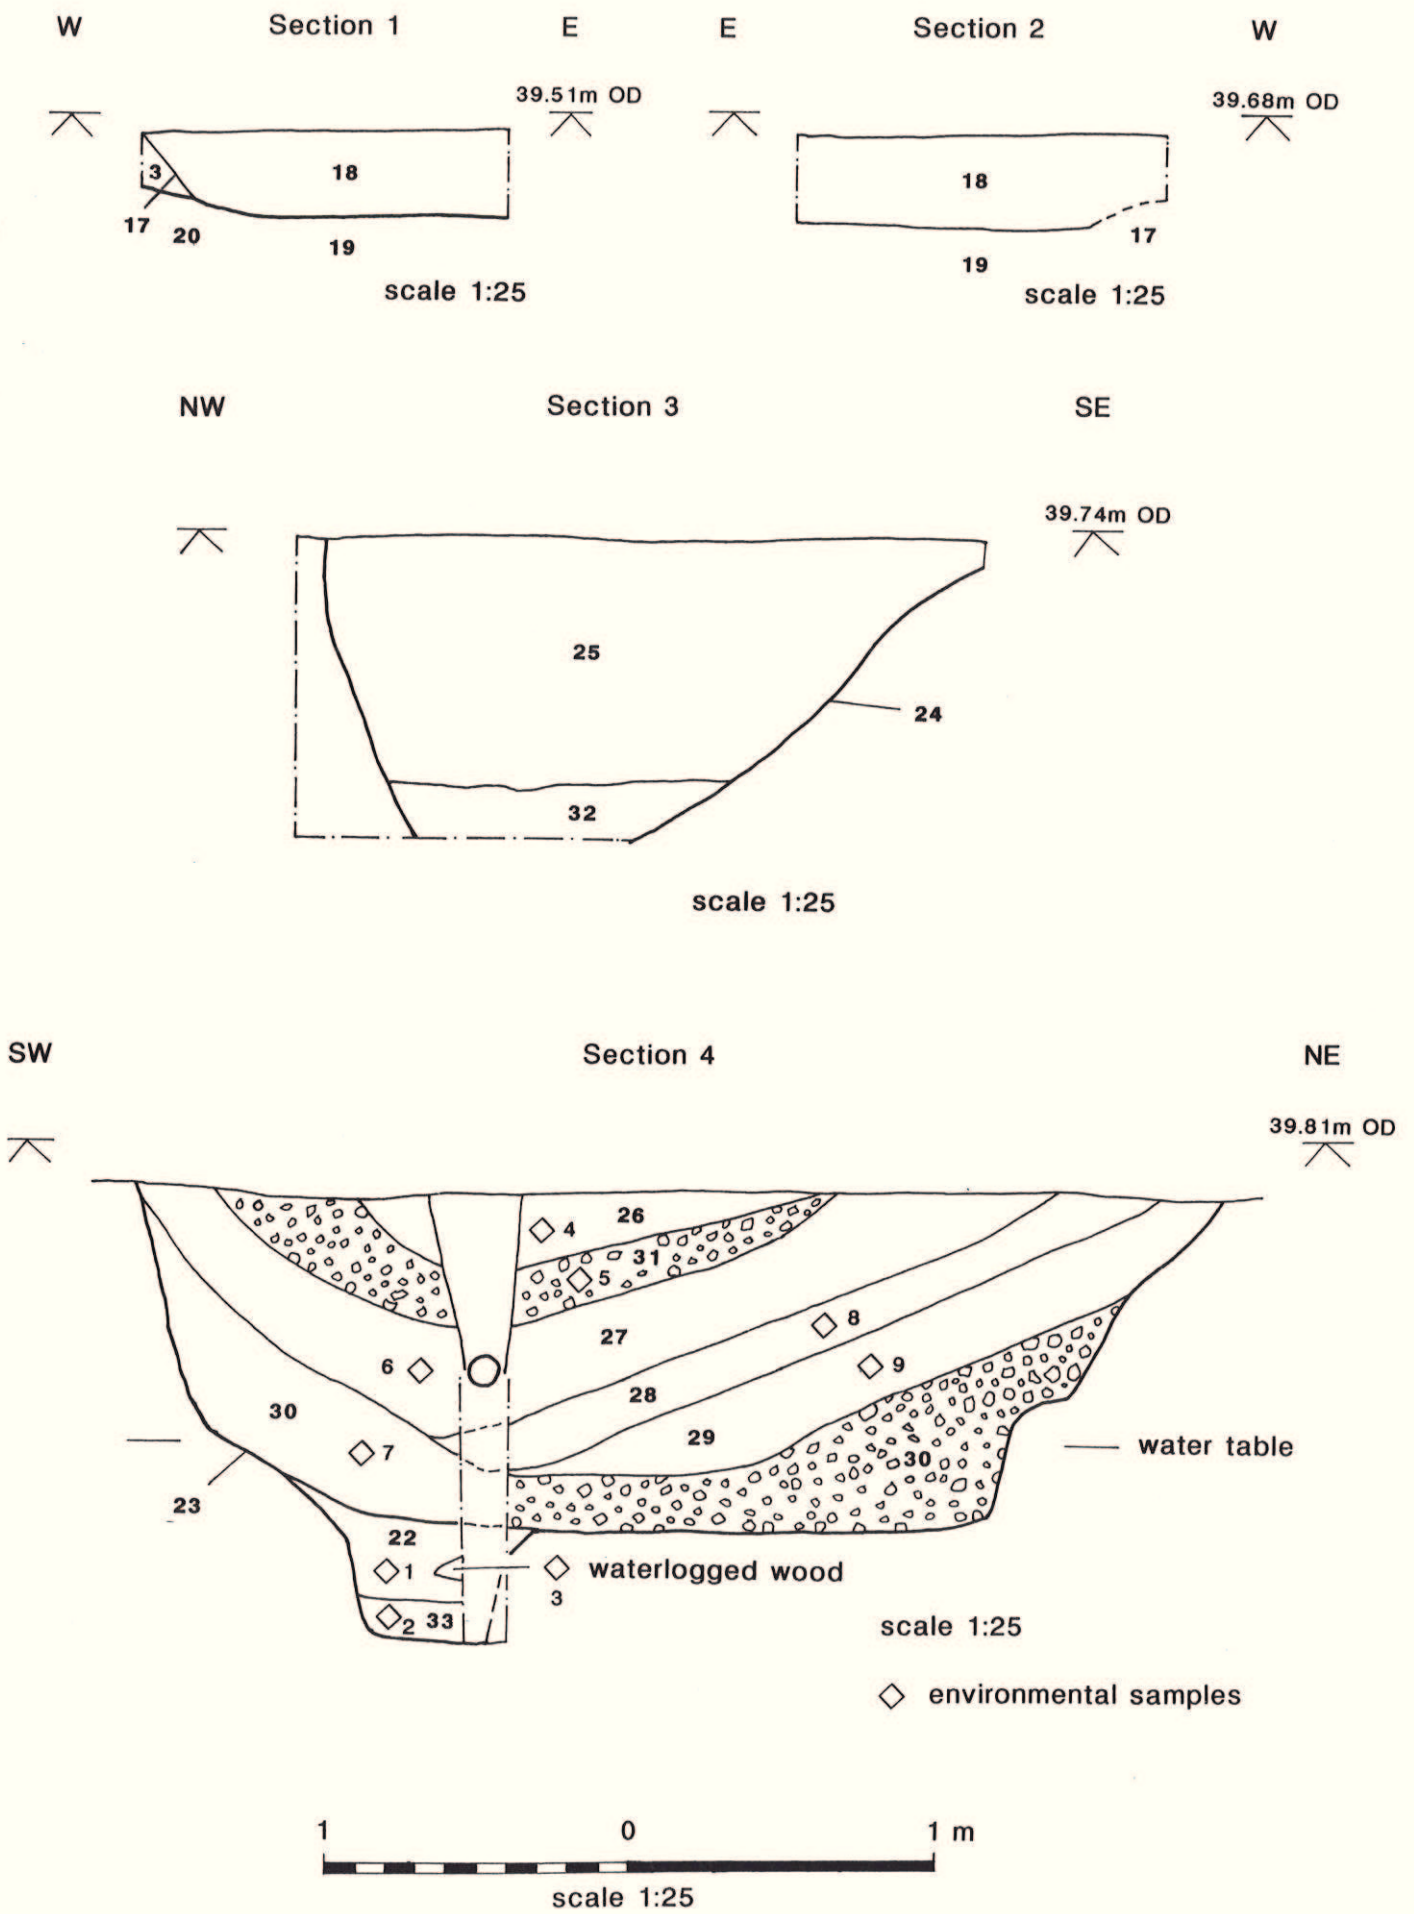 W Section 1 E E Section 2 W
39.51m OD 39.68m OD
3 18 18
17 20 19 17
19
scale 1:25 scale 1:25
NW Section 3 SE
39.74m OD
25
24
32
scale 1:25
SW Section 4 NE
39.81m OD
26
4
31
5
8
27
6 9
28
30
29
7 water table
30
23
22
1 waterlogged wood
3
2 33
scale 1:25
environmental samples
1 0 1 m
scale 1:25